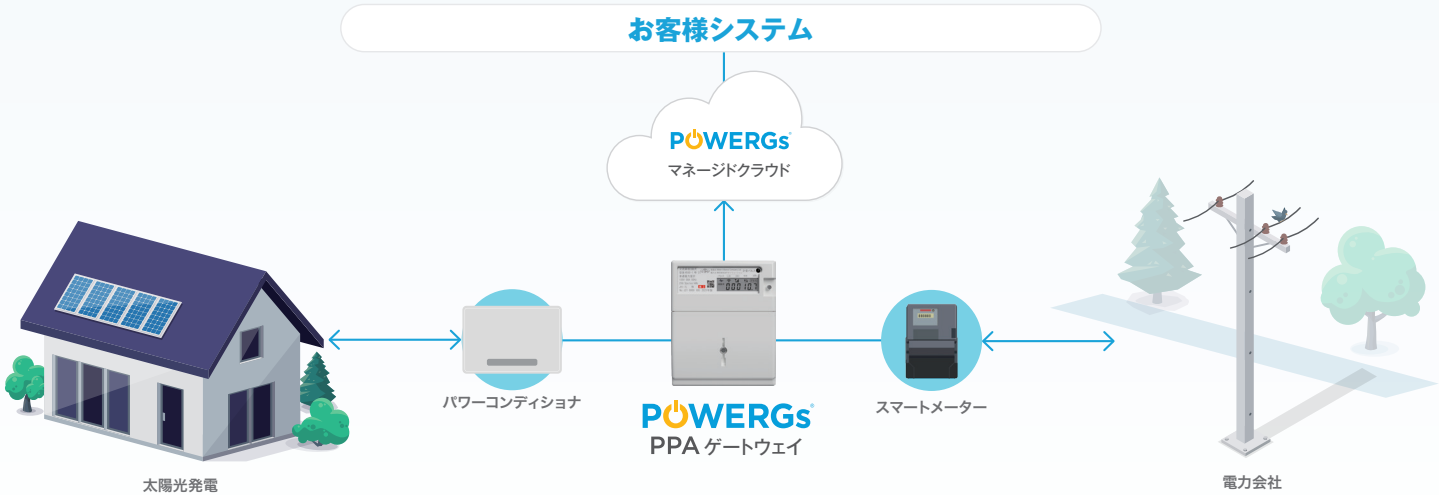 お客様システム
POWERGs
マネージドクラウド
パワーコンディショナ
POWERGs
PPA ゲートウェイ
スマートメーター
太陽光発電
電力会社